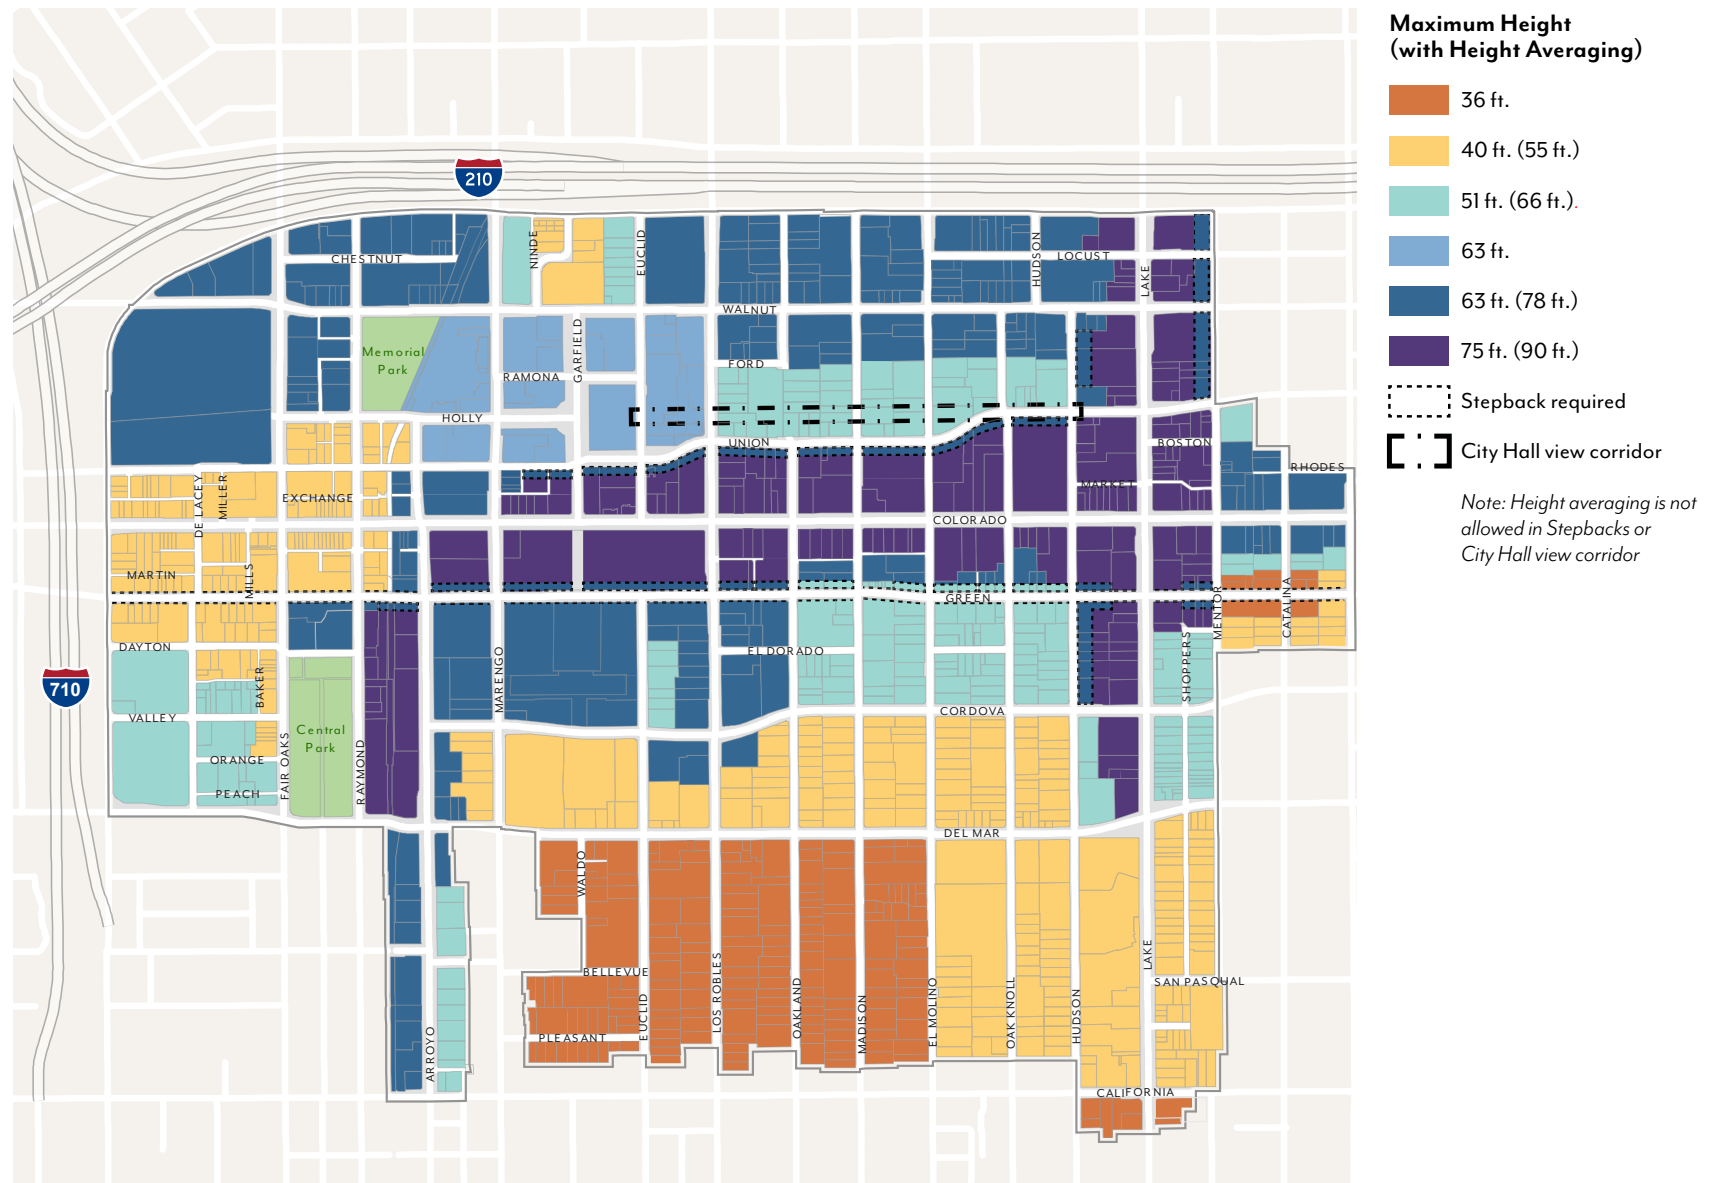 Maximum Height
(with Height Averaging)
36 ft.
40 ft. (55 ft.)
51 ft. (66 ft.).
63 ft.
63 ft. (78 ft.)
75 ft. (90 ft.)
Stepback required
City Hall view corridor
Note: Height averaging is not
allowed in Stepbacks or
City Hall view corridor
210
CHESTNUT
NINDE
EUCLID
HUDSON
LOCUST
LAKE
WALNUT
Memorial
Park
GARFIELD
FORD
RAMONA
HOLLY
UNION
BOSTON
RHODES
DE LACEY
MILLER
EXCHANGE
MARKET
COLORADO
MARTIN
MILLS
GREEN
MENTOR
CATALINA
DAYTON
EL DORADO
SHOPPERS
BAKER
MARENGO
710
VALLEY
CORDOVA
Central
Park
ORANGE
FAIR OAKS
RAYMOND
PEACH
DEL MAR
WALDO
LAKE
BELLEVUE
SAN PASQUAL
EUCLID
LOS ROBLES
OAKLAND
MADISON
EL MOLINO
OAK KNOLL
HUDSON
PLEASANT
ARROYO
CALIFORNIA